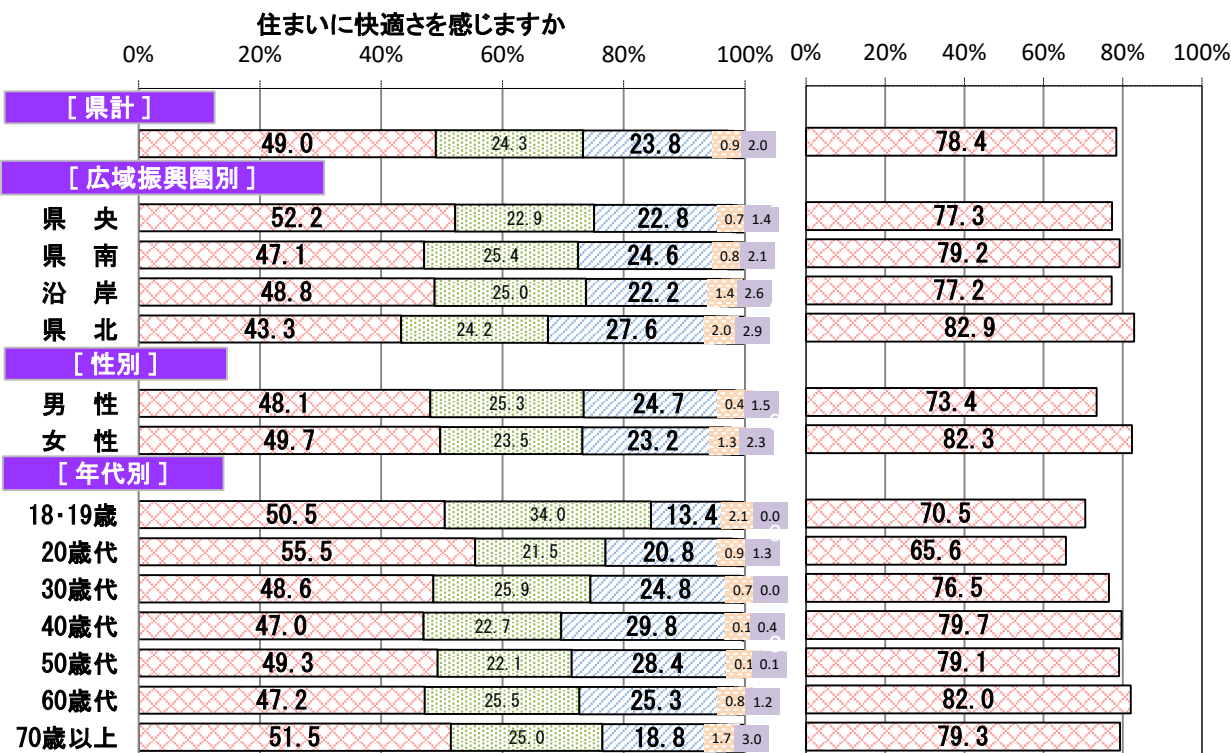 住まいに快適さを感じますか
0% 20% 40% 60% 80% 100% 0% 20% 40% 60% 80% 100%
[ 県計 ]
49.0 24.3 23.8 0.9 2.0 78.4
[ 広域振興圏別 ]
県 央 52.2 22.9 22.8 0.7 1.4 77.3
県 南 47.1 25.4 24.6 0.8 2.1 79.2
沿 岸 48.8 25.0 22.2 1.4 2.6 77.2
県 北 43.3 24.2 27.6 2.0 2.9 82.9
[ 性別 ]
男 性 48.1 25.3 24.7 0.4 1.5 73.4
女 性 49.7 23.5 23.2 1.3 2.3 82.3
[ 年代別 ]
18・19歳 50.5 34.0 13.4 2.1 0.0 70.5
20歳代 55.5 21.5 20.8 0.9 1.3 65.6
30歳代 48.6 25.9 24.8 0.7 0.0 76.5
40歳代 47.0 22.7 29.8 0.1 0.4 79.7
50歳代 49.3 22.1 28.4 0.1 0.1 79.1
60歳代 47.2 25.5 25.3 0.8 1.2 82.0
70歳以上 51.5 25.0 18.8 1.7 3.0 79.3